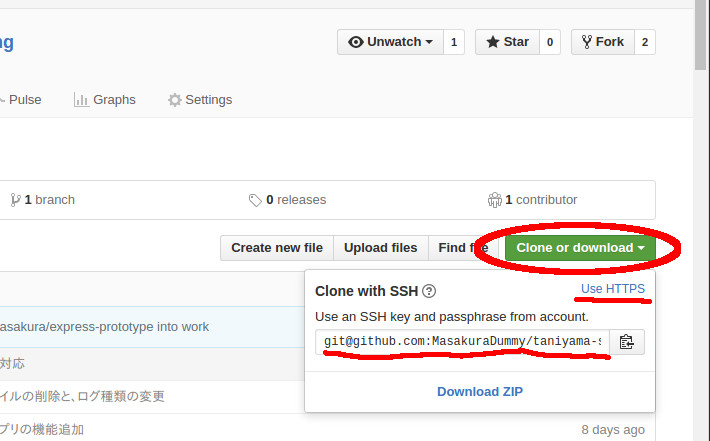 ng
Unwatch 1 Star 0 Fork 2
Pulse Graphs Settings
1 branch 0 releases 1 contributor
Create new file Upload files Find file Clone or download
Clone with SSH ? Use HTTPS
Use an SSH key and passphrase from account.
git@github.com:MasakuraDummy/taniyama-s
Download ZIP
asakura/express-prototype into work
対応
イルの削除と、ログ種類の変更
プリの機能追加 8 days ago